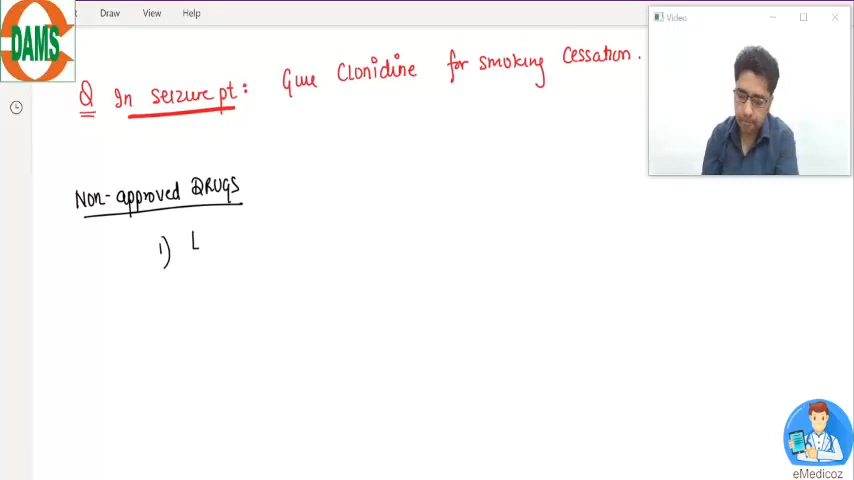 DAMS
Draw View Help
Video
Q In seizure pt: Give Clonidine for smoking cessation.
Non-approved DRUGS
1) L
eMedicoz